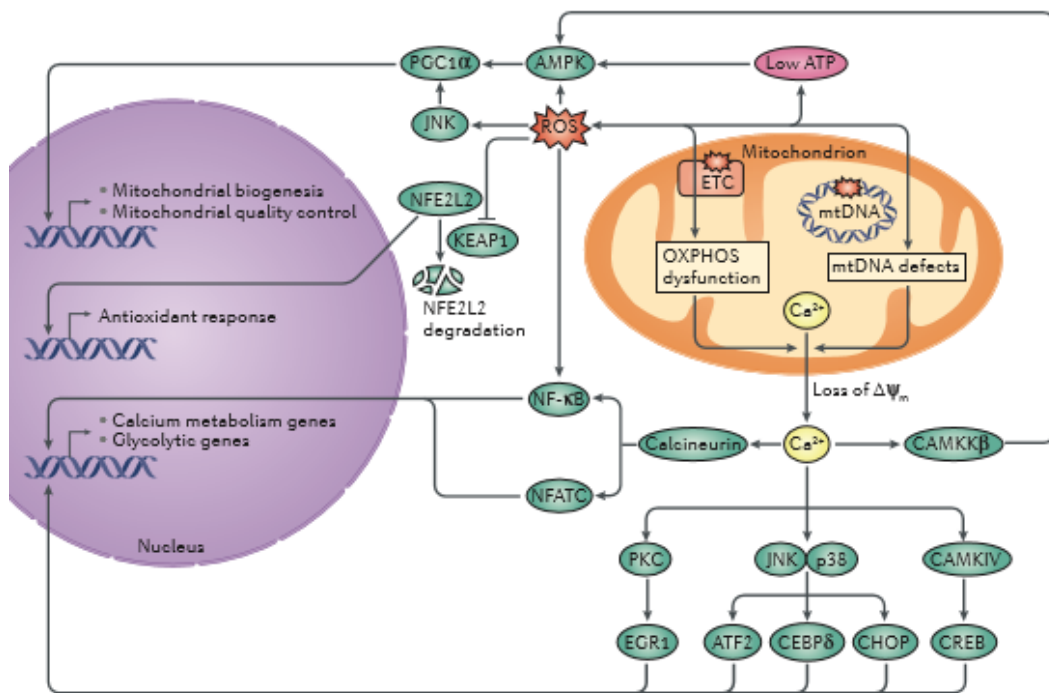 PGC1α
AMPK
Low ATP
JNK
ROS
Mitochondrion
ETC
mtDNA
• Mitochondrial biogenesis
• Mitochondrial quality control
NFE2L2
KEAP1
OXPHOS
dysfunction
mtDNA defects
NFE2L2
degradation
Ca²⁺
Antioxidant response
Loss of ΔΨₘ
NF-κB
• Calcium metabolism genes
• Glycolytic genes
Calcineurin
Ca²⁺
CAMKKβ
NFATC
Nucleus
PKC
JNK
p38
CAMKIV
EGR1
ATF2
CEBPδ
CHOP
CREB